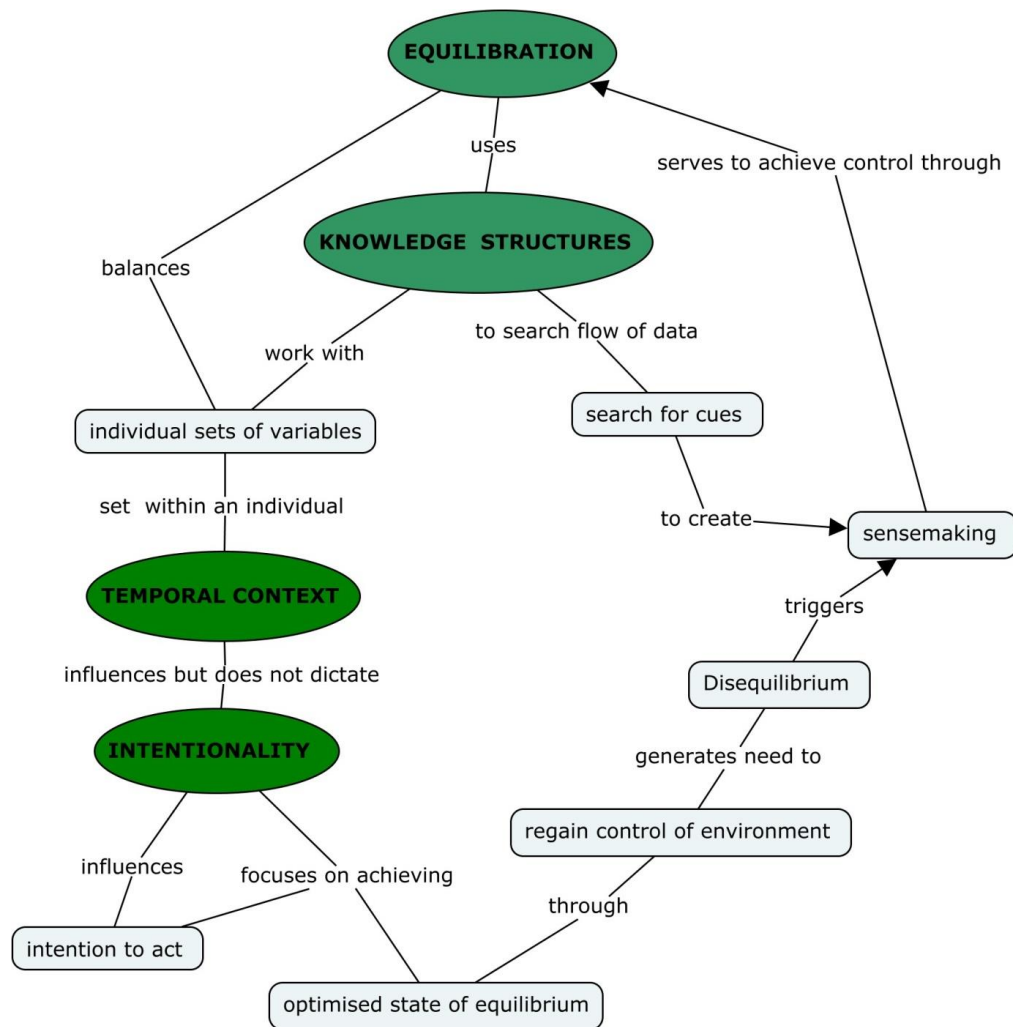 EQUILIBRATION
uses
serves to achieve control through
KNOWLEDGE STRUCTURES
balances
to search flow of data
work with
search for cues
individual sets of variables
set within an individual
to create
sensemaking
TEMPORAL CONTEXT
triggers
influences but does not dictate
Disequilibrium
INTENTIONALITY
generates need to
regain control of environment
influences
focuses on achieving
through
intention to act
optimised state of equilibrium